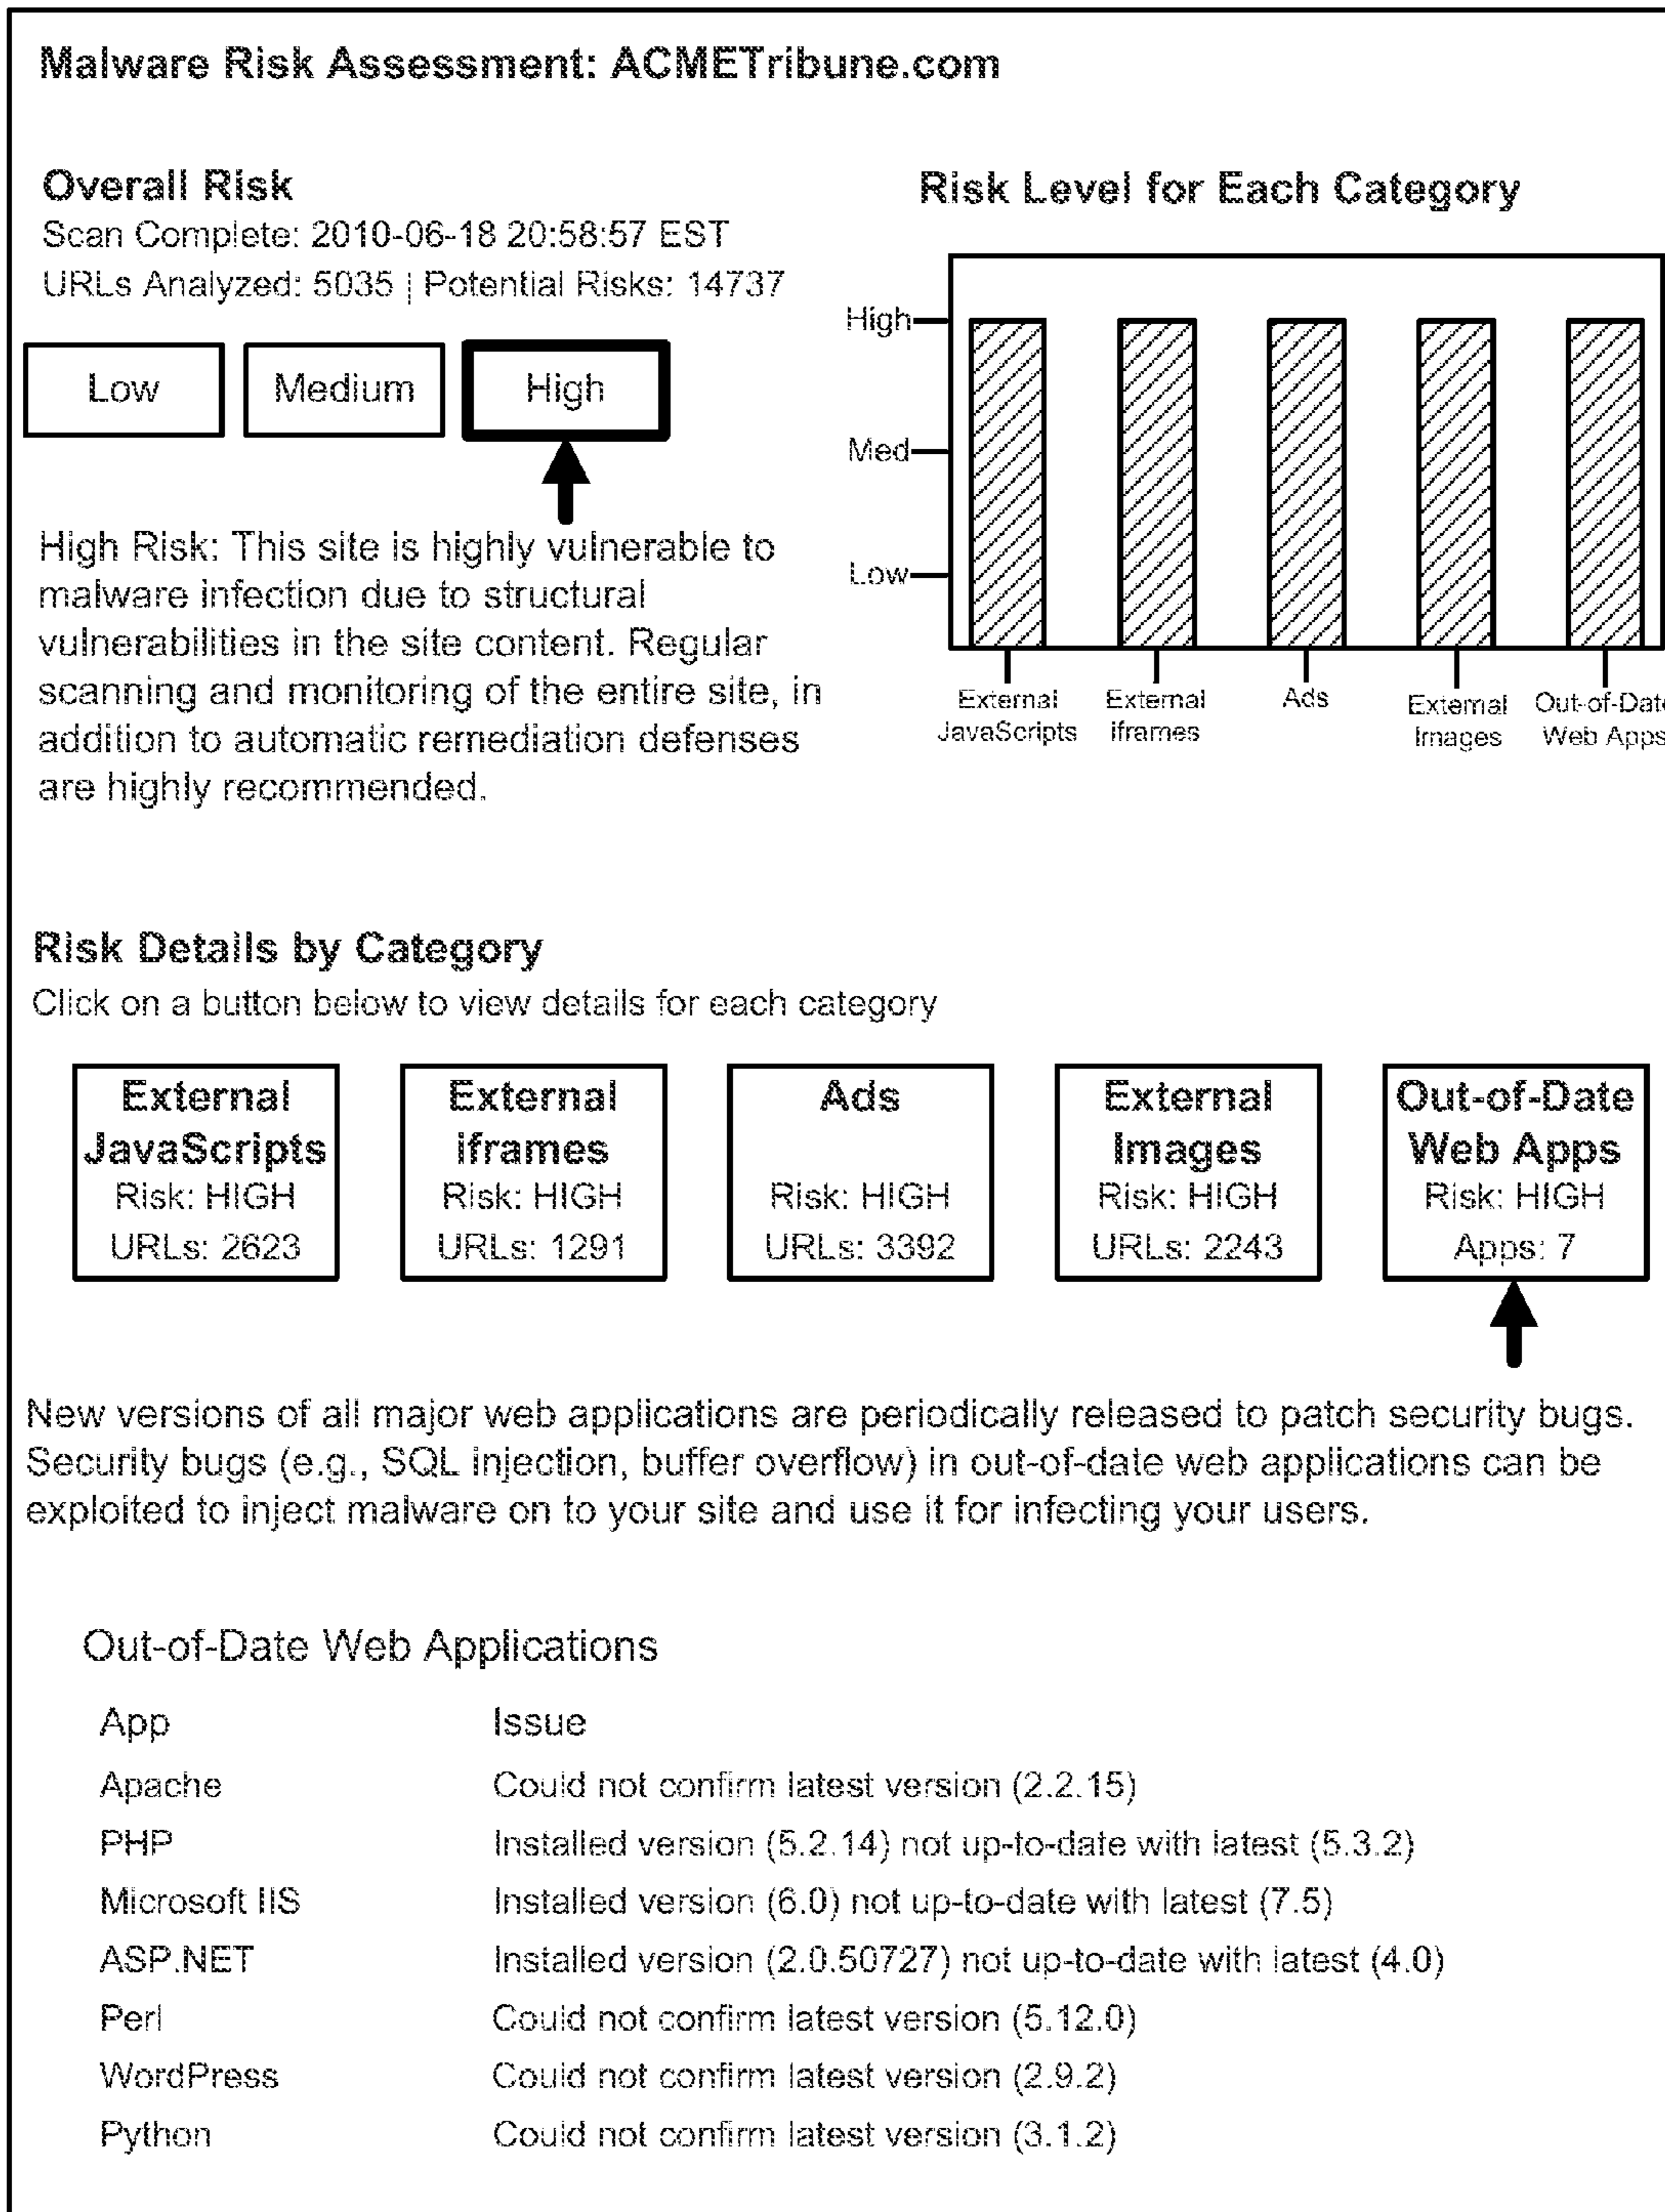 Malware Risk Assessment: ACMETribune.com
Overall Risk
Scan Complete: 2010-06-18 20:58:57 EST
URLs Analyzed: 5035 | Potential Risks: 14737
Low
Medium
High
High Risk: This site is highly vulnerable to
malware infection due to structural
vulnerabilities in the site content. Regular
scanning and monitoring of the entire site, in
addition to automatic remediation defenses
are highly recommended.
Risk Level for Each Category
High
Med
Low
External
JavaScripts
External
iframes
Ads
External
Images
Out-of-Date
Web Apps
Risk Details by Category
Click on a button below to view details for each category
External
JavaScripts
Risk: HIGH
URLs: 2623
External
iframes
Risk: HIGH
URLs: 1291
Ads
Risk: HIGH
URLs: 3392
External
Images
Risk: HIGH
URLs: 2243
Out-of-Date
Web Apps
Risk: HIGH
Apps: 7
New versions of all major web applications are periodically released to patch security bugs.
Security bugs (e.g., SQL injection, buffer overflow) in out-of-date web applications can be
exploited to inject malware on to your site and use it for infecting your users.
Out-of-Date Web Applications
App Issue
Apache Could not confirm latest version (2.2.15)
PHP Installed version (5.2.14) not up-to-date with latest (5.3.2)
Microsoft IIS Installed version (6.0) not up-to-date with latest (7.5)
ASP.NET Installed version (2.0.50727) not up-to-date with latest (4.0)
Perl Could not confirm latest version (5.12.0)
WordPress Could not confirm latest version (2.9.2)
Python Could not confirm latest version (3.1.2)